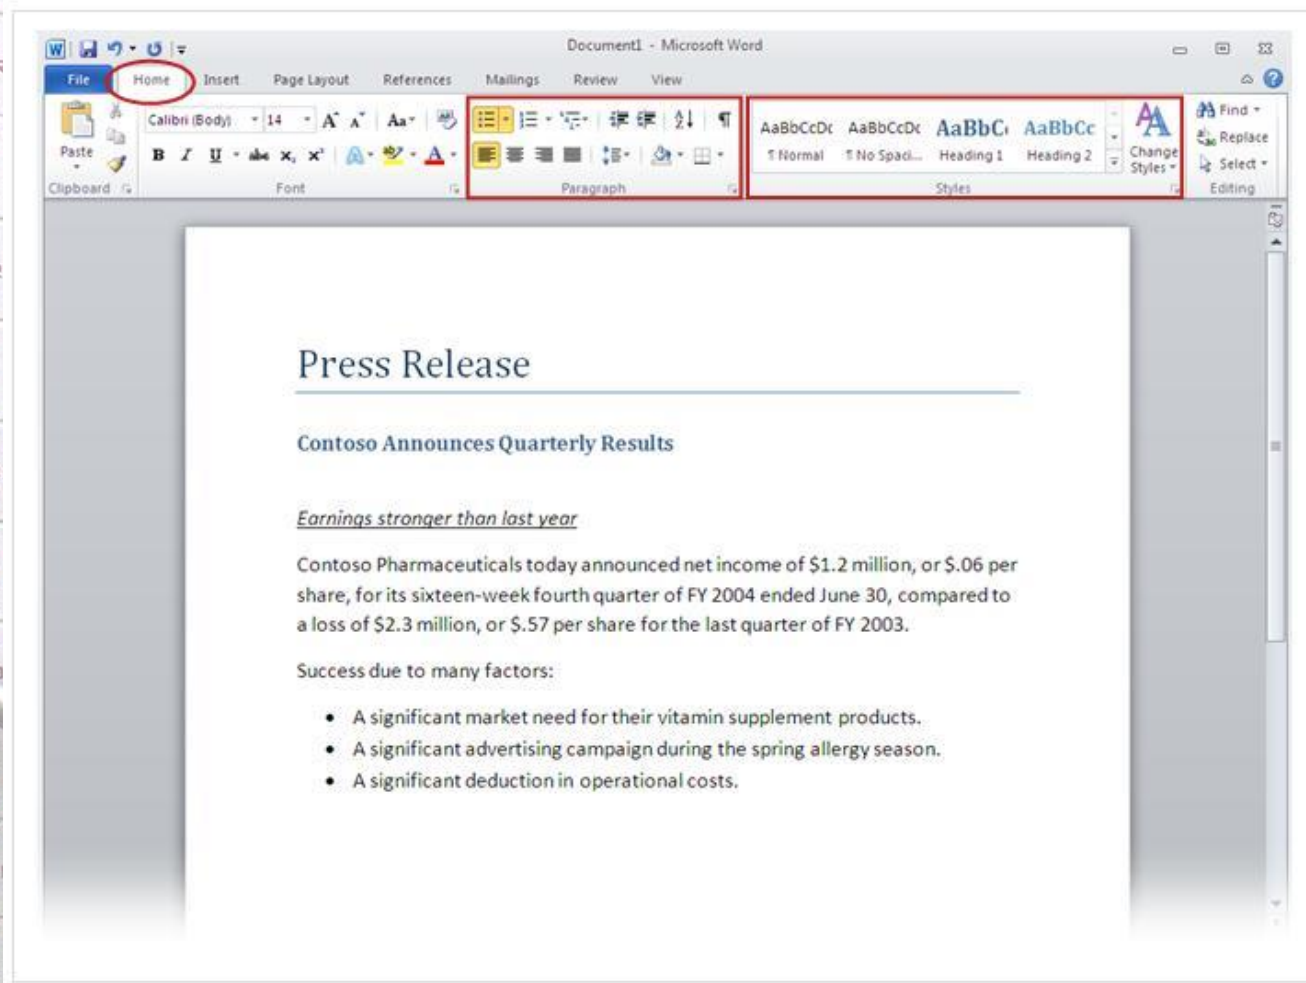 Document1 - Microsoft Word
File Home Insert Page Layout References Mailings Review View
Calibri (Body) 14 A A Aa
AaBbCcDc AaBbCcDc AaBbC AaBbCc
Find
Replace
Select
Paste
B I U abc x₂ x² A ab A
¶ Normal ¶ No Spaci... Heading 1 Heading 2
Change
Styles
Clipboard Font Paragraph Styles Editing
Press Release
Contoso Announces Quarterly Results
Earnings stronger than last year
Contoso Pharmaceuticals today announced net income of $1.2 million, or $.06 per
share, for its sixteen-week fourth quarter of FY 2004 ended June 30, compared to
a loss of $2.3 million, or $.57 per share for the last quarter of FY 2003.
Success due to many factors:
• A significant market need for their vitamin supplement products.
• A significant advertising campaign during the spring allergy season.
• A significant deduction in operational costs.